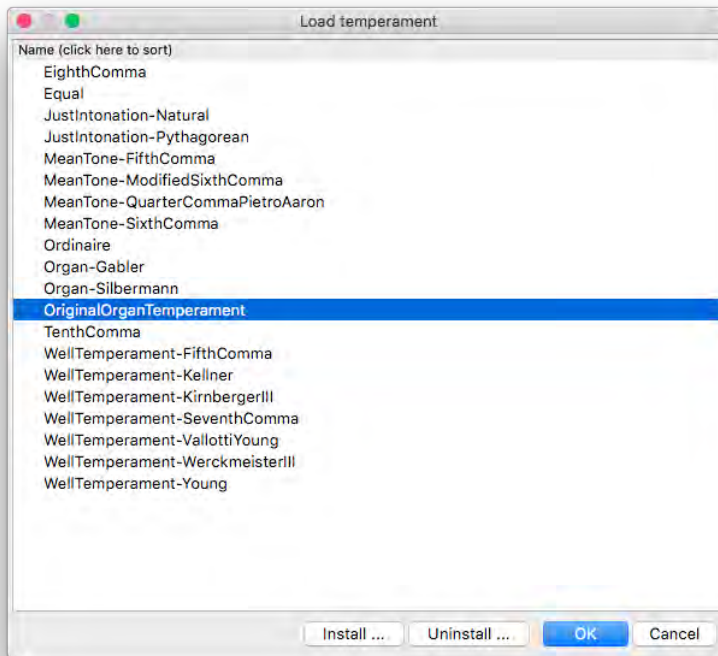 Load temperament
Name (click here to sort)
EighthComma
Equal
JustIntonation-Natural
JustIntonation-Pythagorean
MeanTone-FifthComma
MeanTone-ModifiedSixthComma
MeanTone-QuarterCommaPietroAaron
MeanTone-SixthComma
Ordinaire
Organ-Gabler
Organ-Silbermann
OriginalOrganTemperament
TenthComma
WellTemperament-FifthComma
WellTemperament-Kellner
WellTemperament-KirnbergerIII
WellTemperament-SeventhComma
WellTemperament-VallottiYoung
WellTemperament-WerckmeisterIII
WellTemperament-Young
Install ... Uninstall ... OK Cancel